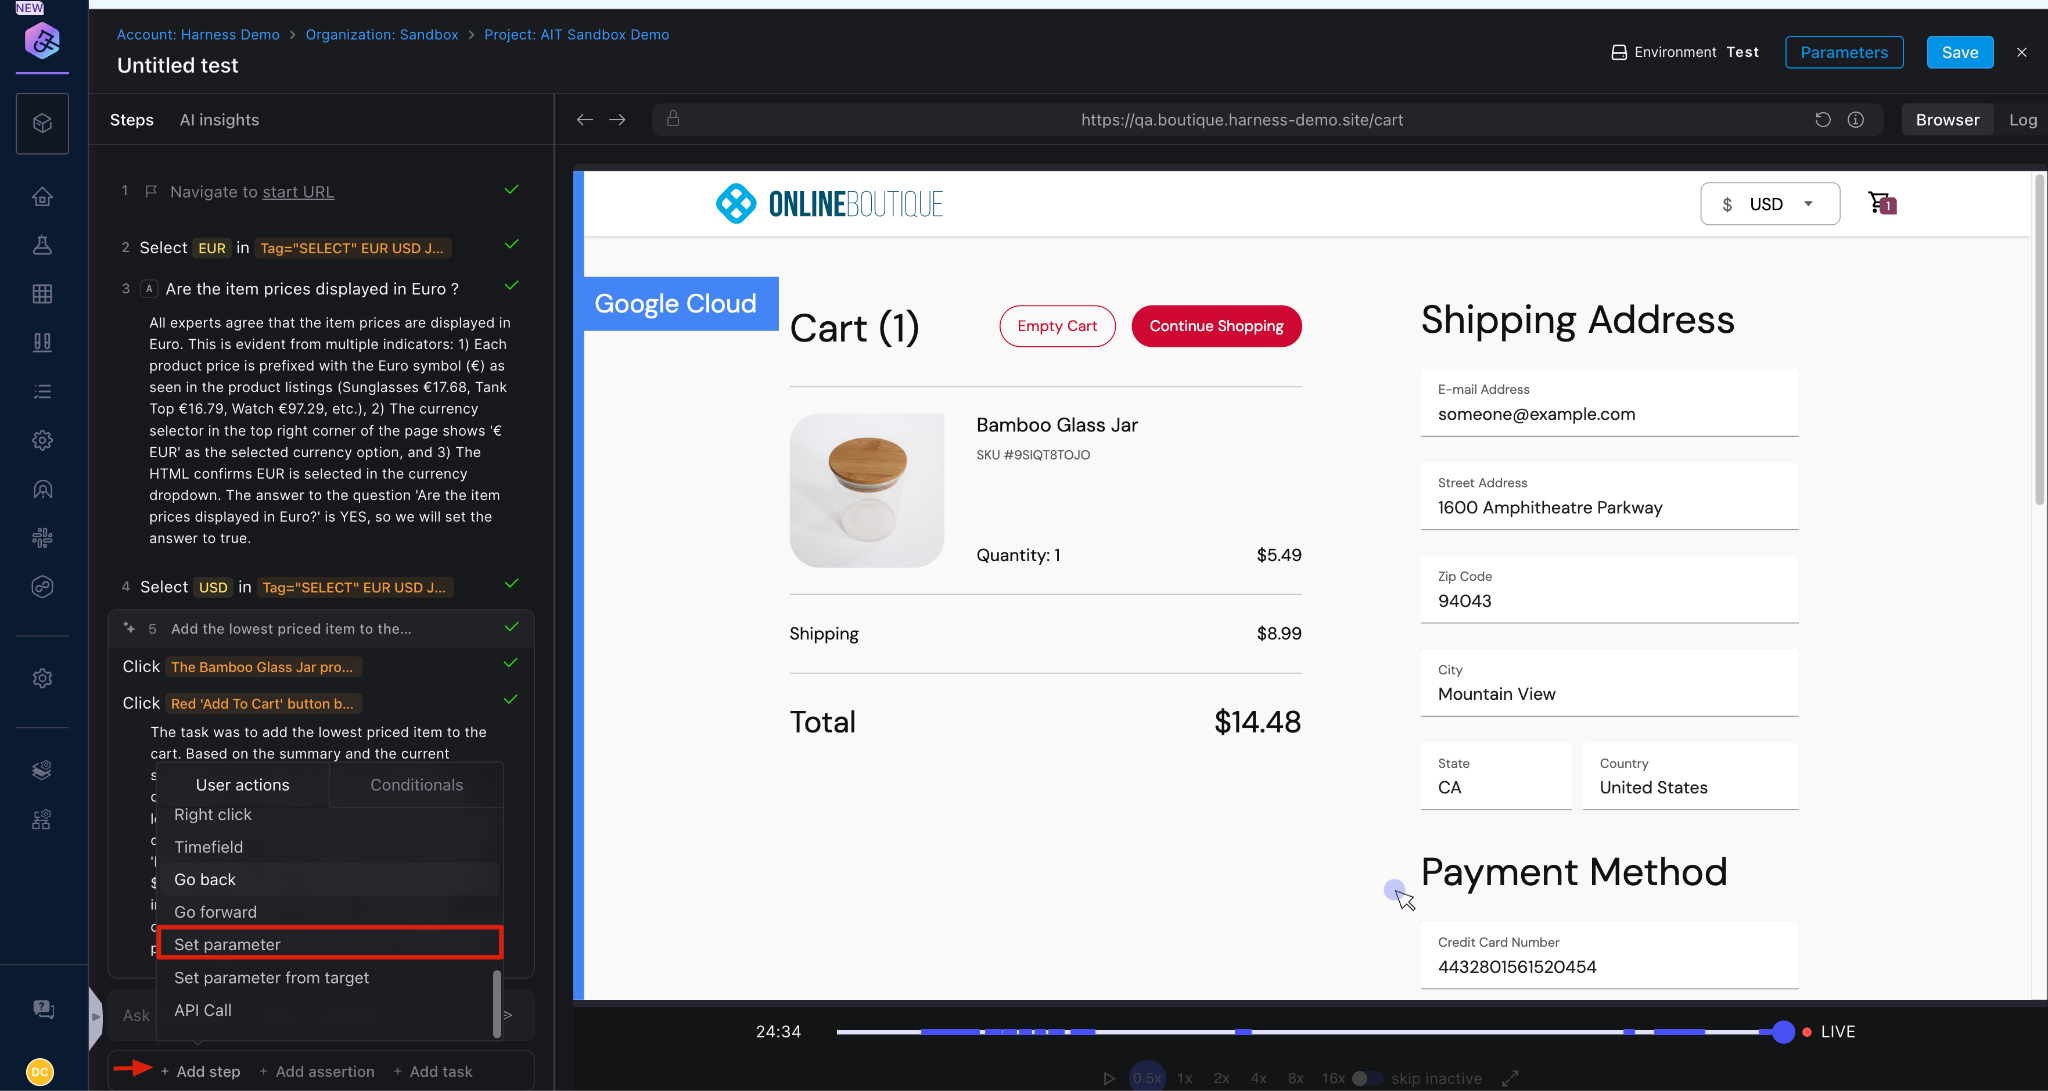 NEW
Account: Harness Demo > Organization: Sandbox > Project: AIT Sandbox Demo
Untitled test
Environment Test
Parameters
Save
Steps
AI insights
https://qa.boutique.harness-demo.site/cart
Browser
Log
1 Navigate to start URL
2 Select EUR in Tag="SELECT" EUR USD J...
3 A Are the item prices displayed in Euro ?
All experts agree that the item prices are displayed in
Euro. This is evident from multiple indicators: 1) Each
product price is prefixed with the Euro symbol (€) as
seen in the product listings (Sunglasses €17.68, Tank
Top €16.79, Watch €97.29, etc.), 2) The currency
selector in the top right corner of the page shows '€
EUR' as the selected currency option, and 3) The
HTML confirms EUR is selected in the currency
dropdown. The answer to the question 'Are the item
prices displayed in Euro?' is YES, so we will set the
answer to true.
4 Select USD in Tag="SELECT" EUR USD J...
5 Add the lowest priced item to the...
Click The Bamboo Glass Jar pro...
Click Red 'Add To Cart' button b...
The task was to add the lowest priced item to the
cart. Based on the summary and the current
User actions
Conditionals
Right click
Timefield
Go back
Go forward
Set parameter
Set parameter from target
API Call
Ask
+ Add step
+ Add assertion
+ Add task
DC
ONLINEBOUTIQUE
$ USD
1
Google Cloud
Cart (1)
Empty Cart
Continue Shopping
Bamboo Glass Jar
SKU #9SIQT8TOJO
Quantity: 1
$5.49
Shipping
$8.99
Total
$14.48
Shipping Address
E-mail Address
someone@example.com
Street Address
1600 Amphitheatre Parkway
Zip Code
94043
City
Mountain View
State
CA
Country
United States
Payment Method
Credit Card Number
4432801561520454
24:34
LIVE
0.5x 1x 2x 4x 8x 16x skip inactive